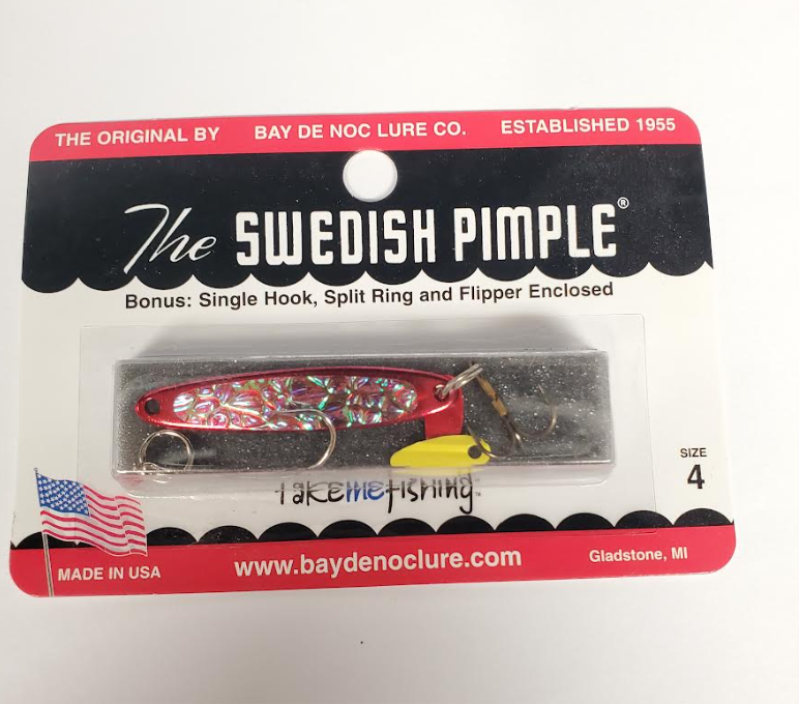 THE ORIGINAL BY BAY DE NOC LURE CO. ESTABLISHED 1955
The SWEDISH PIMPLE®
Bonus: Single Hook, Split Ring and Flipper Enclosed
SIZE
4
takemefishing™
MADE IN USA www.baydenoclure.com Gladstone, MI